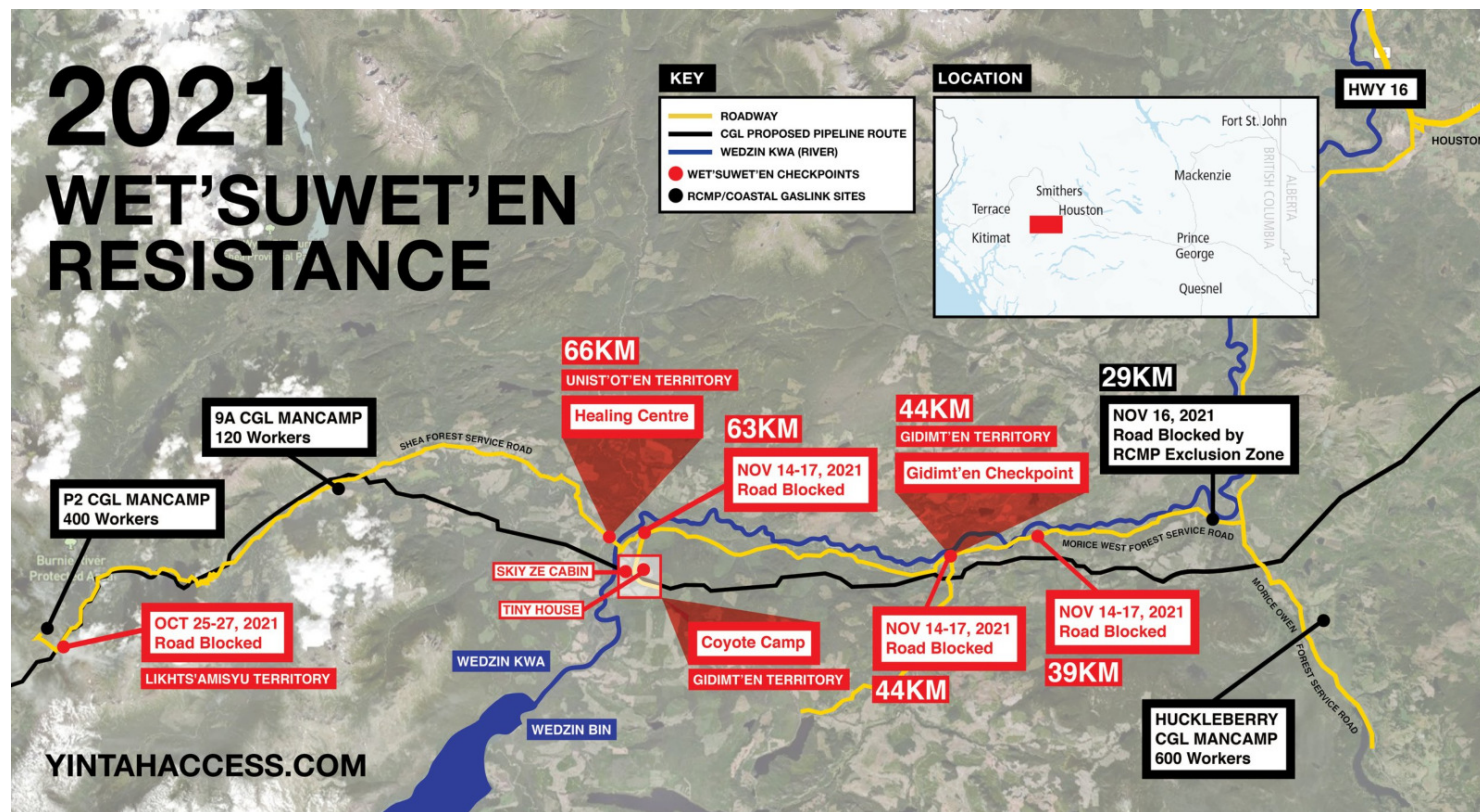 2021
WET'SUWET'EN
RESISTANCE
KEY
ROADWAY
CGL PROPOSED PIPELINE ROUTE
WEDZIN KWA (RIVER)
WET'SUWET'EN CHECKPOINTS
RCMP/COASTAL GASLINK SITES
LOCATION
Fort St. John
BRITISH COLUMBIA
ALBERTA
Mackenzie
Smithers
Terrace
Houston
Kitimat
Prince
George
Quesnel
HWY 16
HOUSTON
66KM
UNIST'OT'EN TERRITORY
Healing Centre
63KM
NOV 14-17, 2021
Road Blocked
44KM
GIDIMT'EN TERRITORY
Gidimt'en Checkpoint
29KM
NOV 16, 2021
Road Blocked by
RCMP Exclusion Zone
9A CGL MANCAMP
120 Workers
SHEA FOREST SERVICE ROAD
P2 CGL MANCAMP
400 Workers
Burnie River
Protected Area
MORICE WEST FOREST SERVICE ROAD
SKIY ZE CABIN
TINY HOUSE
OCT 25-27, 2021
Road Blocked
LIKHTS'AMISYU TERRITORY
Coyote Camp
GIDIMT'EN TERRITORY
NOV 14-17, 2021
Road Blocked
44KM
NOV 14-17, 2021
Road Blocked
39KM
MORICE OWEN FOREST SERVICE ROAD
WEDZIN KWA
WEDZIN BIN
HUCKLEBERRY
CGL MANCAMP
600 Workers
YINTAHACCESS.COM